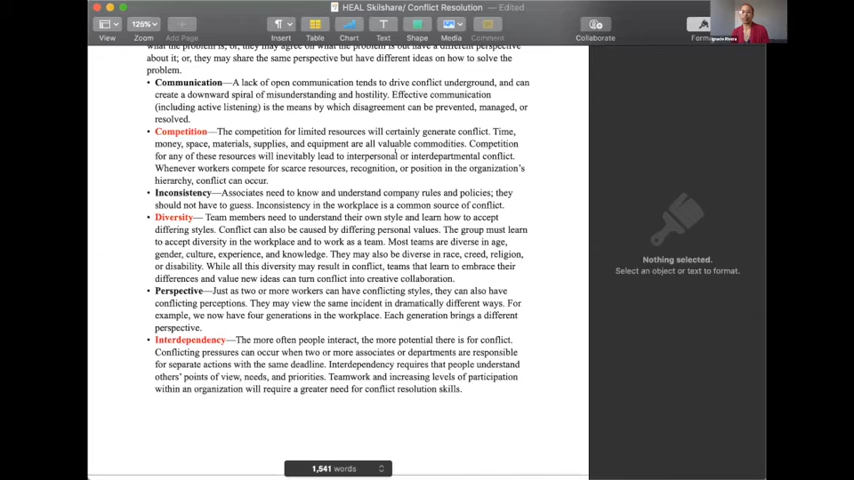 HEAL Skilshare/ Conflict Resolution — Edited
125%
View
Zoom
Add Page
Insert
Table
Chart
Text
Shape
Media
Comment
Collaborate
Format
what the problem is; or, they may agree on what the problem is but have a different perspective
about it; or, they may share the same perspective but have different ideas on how to solve the
problem.
• Communication—A lack of open communication tends to drive conflict underground, and can
create a downward spiral of misunderstanding and hostility. Effective communication
(including active listening) is the means by which disagreement can be prevented, managed, or
resolved.
• Competition—The competition for limited resources will certainly generate conflict. Time,
money, space, materials, supplies, and equipment are all valuable commodities. Competition
for any of these resources will inevitably lead to interpersonal or interdepartmental conflict.
Whenever workers compete for scarce resources, recognition, or position in the organization's
hierarchy, conflict can occur.
• Inconsistency—Associates need to know and understand company rules and policies; they
should not have to guess. Inconsistency in the workplace is a common source of conflict.
• Diversity— Team members need to understand their own style and learn how to accept
differing styles. Conflict can also be caused by differing personal values. The group must learn
to accept diversity in the workplace and to work as a team. Most teams are diverse in age,
gender, culture, experience, and knowledge. They may also be diverse in race, creed, religion,
or disability. While all this diversity may result in conflict, teams that learn to embrace their
differences and value new ideas can turn conflict into creative collaboration.
• Perspective—Just as two or more workers can have conflicting styles, they can also have
conflicting perceptions. They may view the same incident in dramatically different ways. For
example, we now have four generations in the workplace. Each generation brings a different
perspective.
• Interdependency—The more often people interact, the more potential there is for conflict.
Conflicting pressures can occur when two or more associates or departments are responsible
for separate actions with the same deadline. Interdependency requires that people understand
others' points of view, needs, and priorities. Teamwork and increasing levels of participation
within an organization will require a greater need for conflict resolution skills.
Nothing selected.
Select an object or text to format.
1,541 words